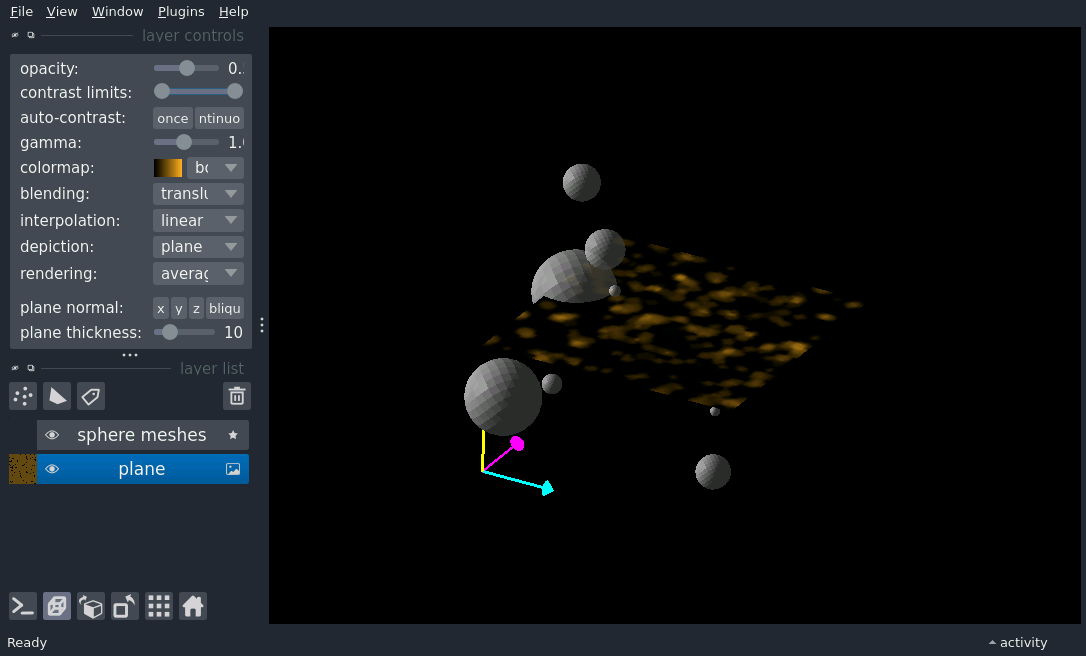 File View Window Plugins Help
layer controls
opacity: 0.
contrast limits:
auto-contrast: once ntinuo
gamma: 1.
colormap: bo
blending: translu
interpolation: linear
depiction: plane
rendering: averag
plane normal: x y z bliqu
plane thickness: 10
layer list
sphere meshes
plane
Ready
activity